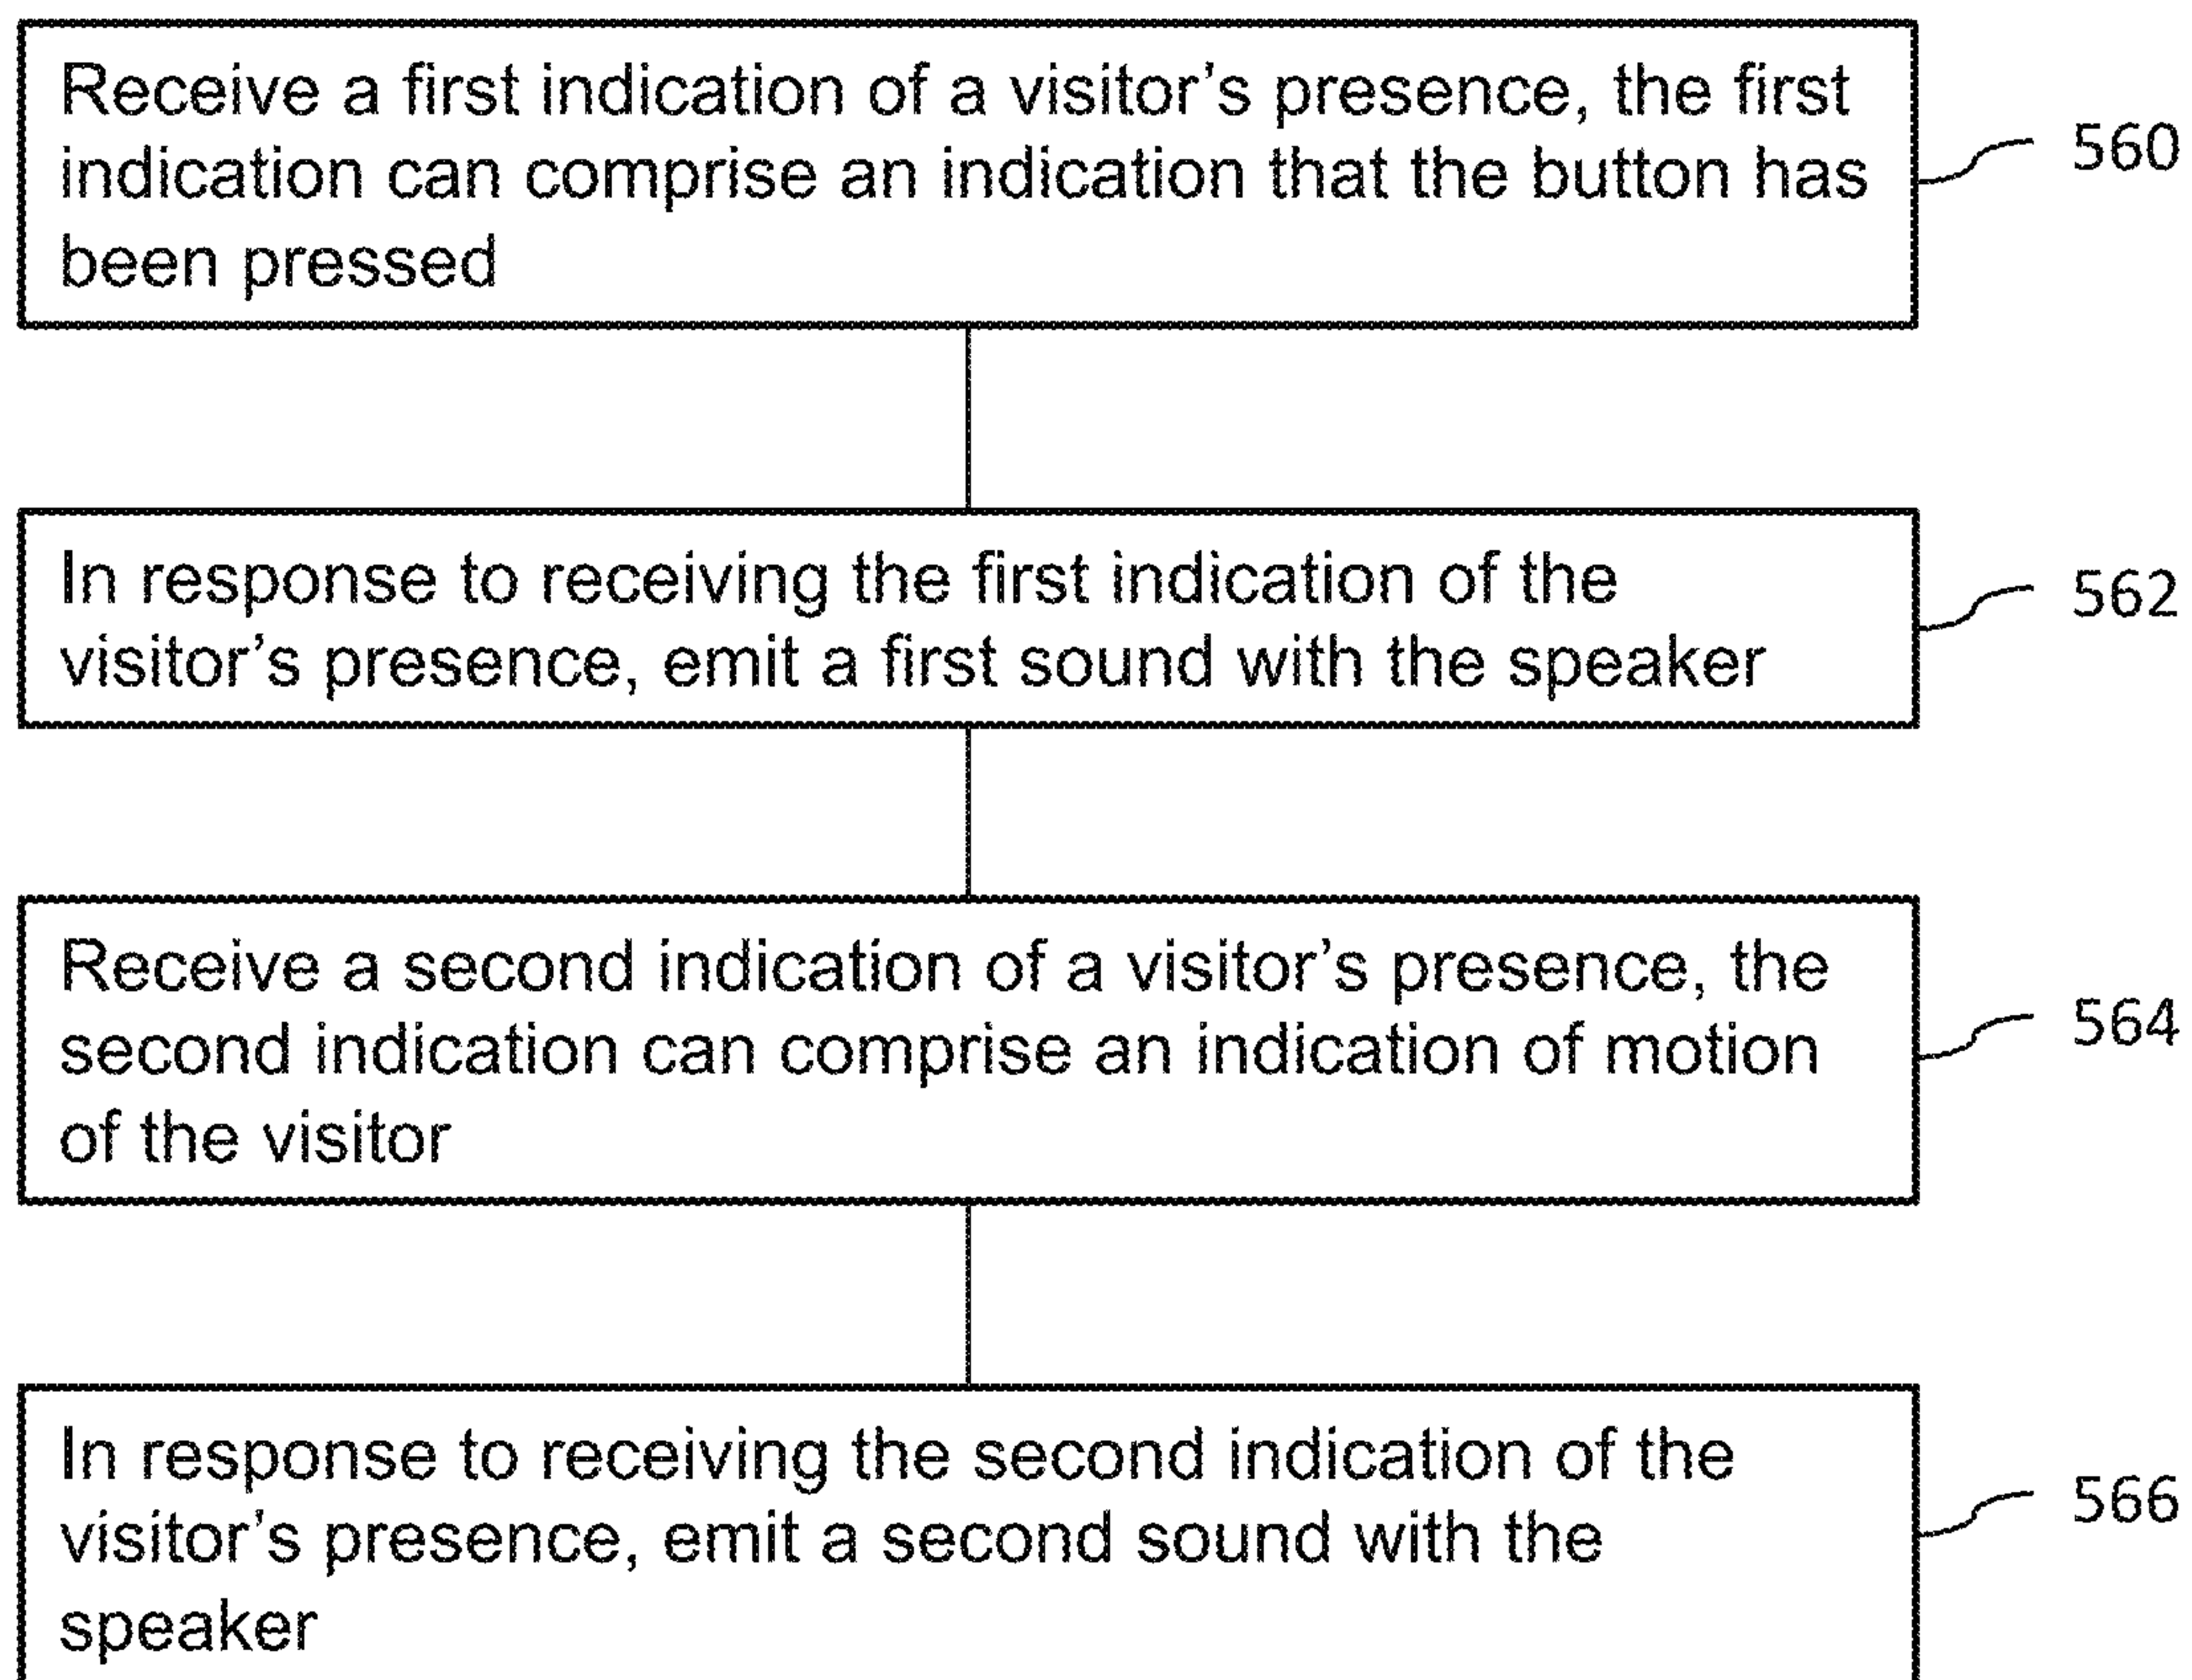 Receive a first indication of a visitor's presence, the first
indication can comprise an indication that the button has
been pressed
560
In response to receiving the first indication of the
visitor's presence, emit a first sound with the speaker
562
Receive a second indication of a visitor's presence, the
second indication can comprise an indication of motion
of the visitor
564
In response to receiving the second indication of the
visitor's presence, emit a second sound with the
speaker
566